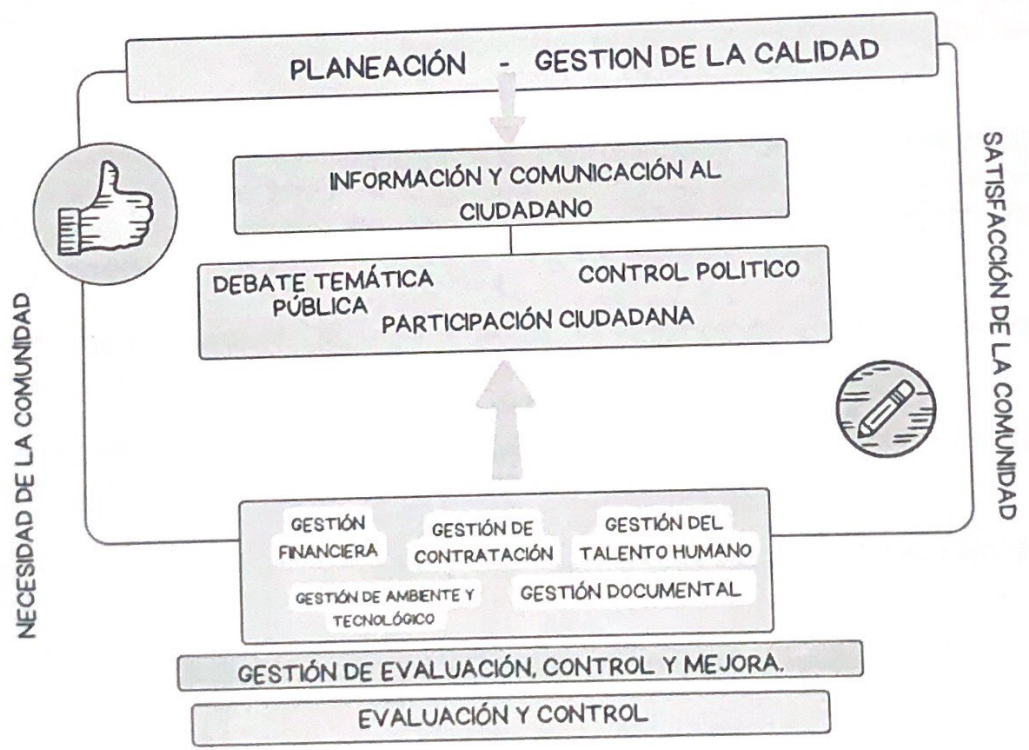 PLANEACIÓN - GESTION DE LA CALIDAD
NECESIDAD DE LA COMUNIDAD
INFORMACIÓN Y COMUNICACIÓN AL
CIUDADANO
DEBATE TEMÁTICA
PÚBLICA
CONTROL POLITICO
PARTICIPACIÓN CIUDADANA
SATISFACCIÓN DE LA COMUNIDAD
GESTIÓN
FINANCIERA
GESTIÓN DE
CONTRATACIÓN
GESTIÓN DEL
TALENTO HUMANO
GESTIÓN DE AMBIENTE Y
TECNOLÓGICO
GESTIÓN DOCUMENTAL
GESTIÓN DE EVALUACIÓN, CONTROL Y MEJORA.
EVALUACIÓN Y CONTROL